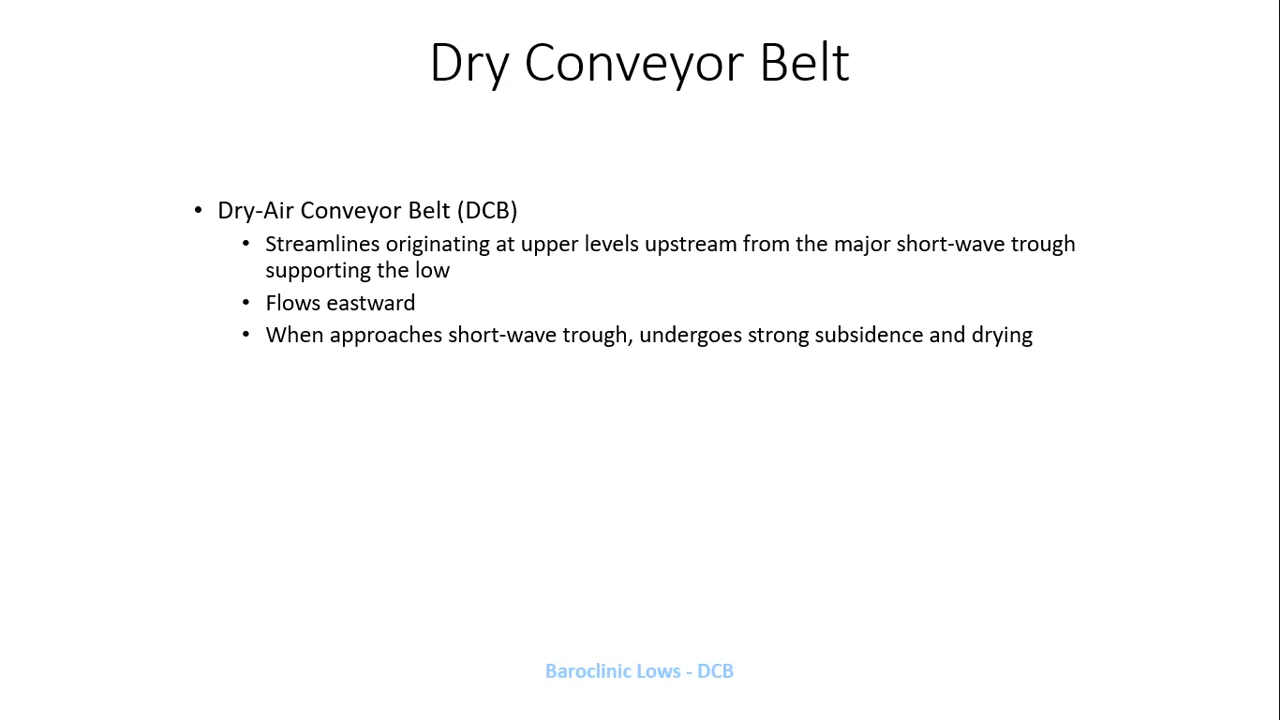 Dry Conveyor Belt
• Dry-Air Conveyor Belt (DCB)
• Streamlines originating at upper levels upstream from the major short-wave trough
supporting the low
• Flows eastward
• When approaches short-wave trough, undergoes strong subsidence and drying
Baroclinic Lows - DCB